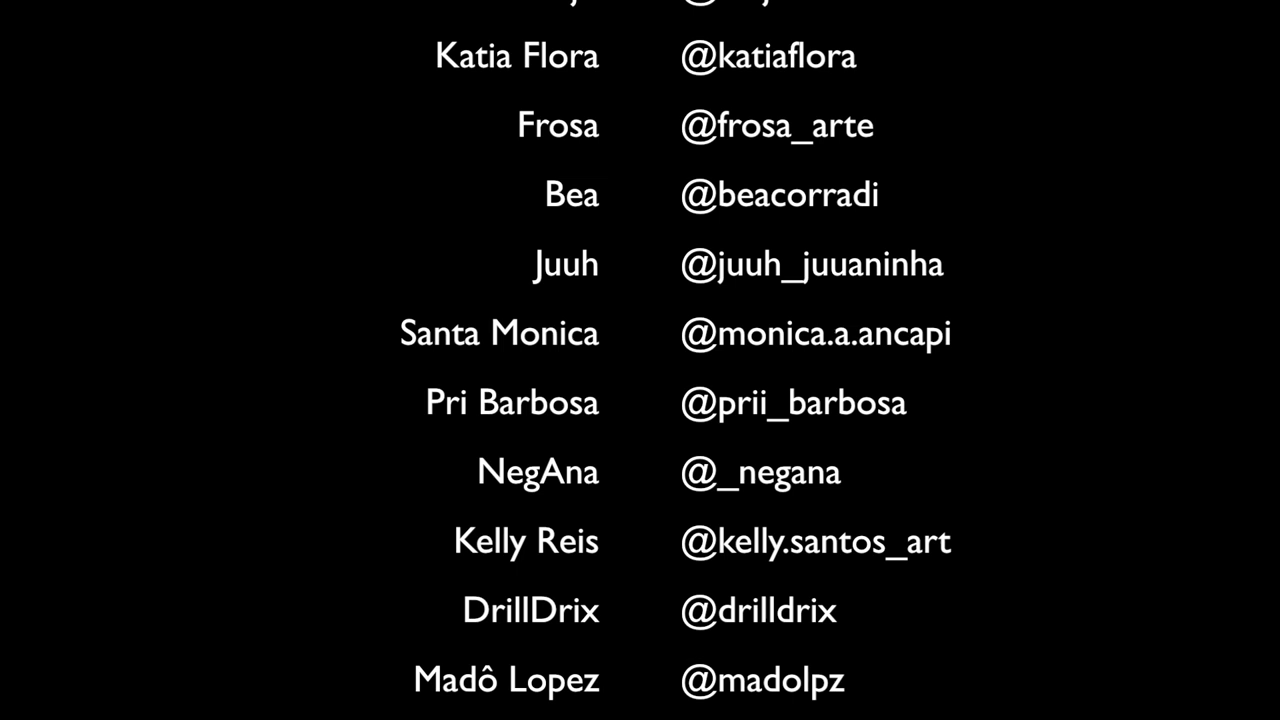 Katia Flora @katiaflora
Frosa @frosa_arte
Bea @beacorradi
Juuh @juuh_juuaninha
Santa Monica @monica.a.ancapi
Pri Barbosa @prii_barbosa
NegAna @_negana
Kelly Reis @kelly.santos_art
DrillDrix @drilldrix
Madô Lopez @madolpz